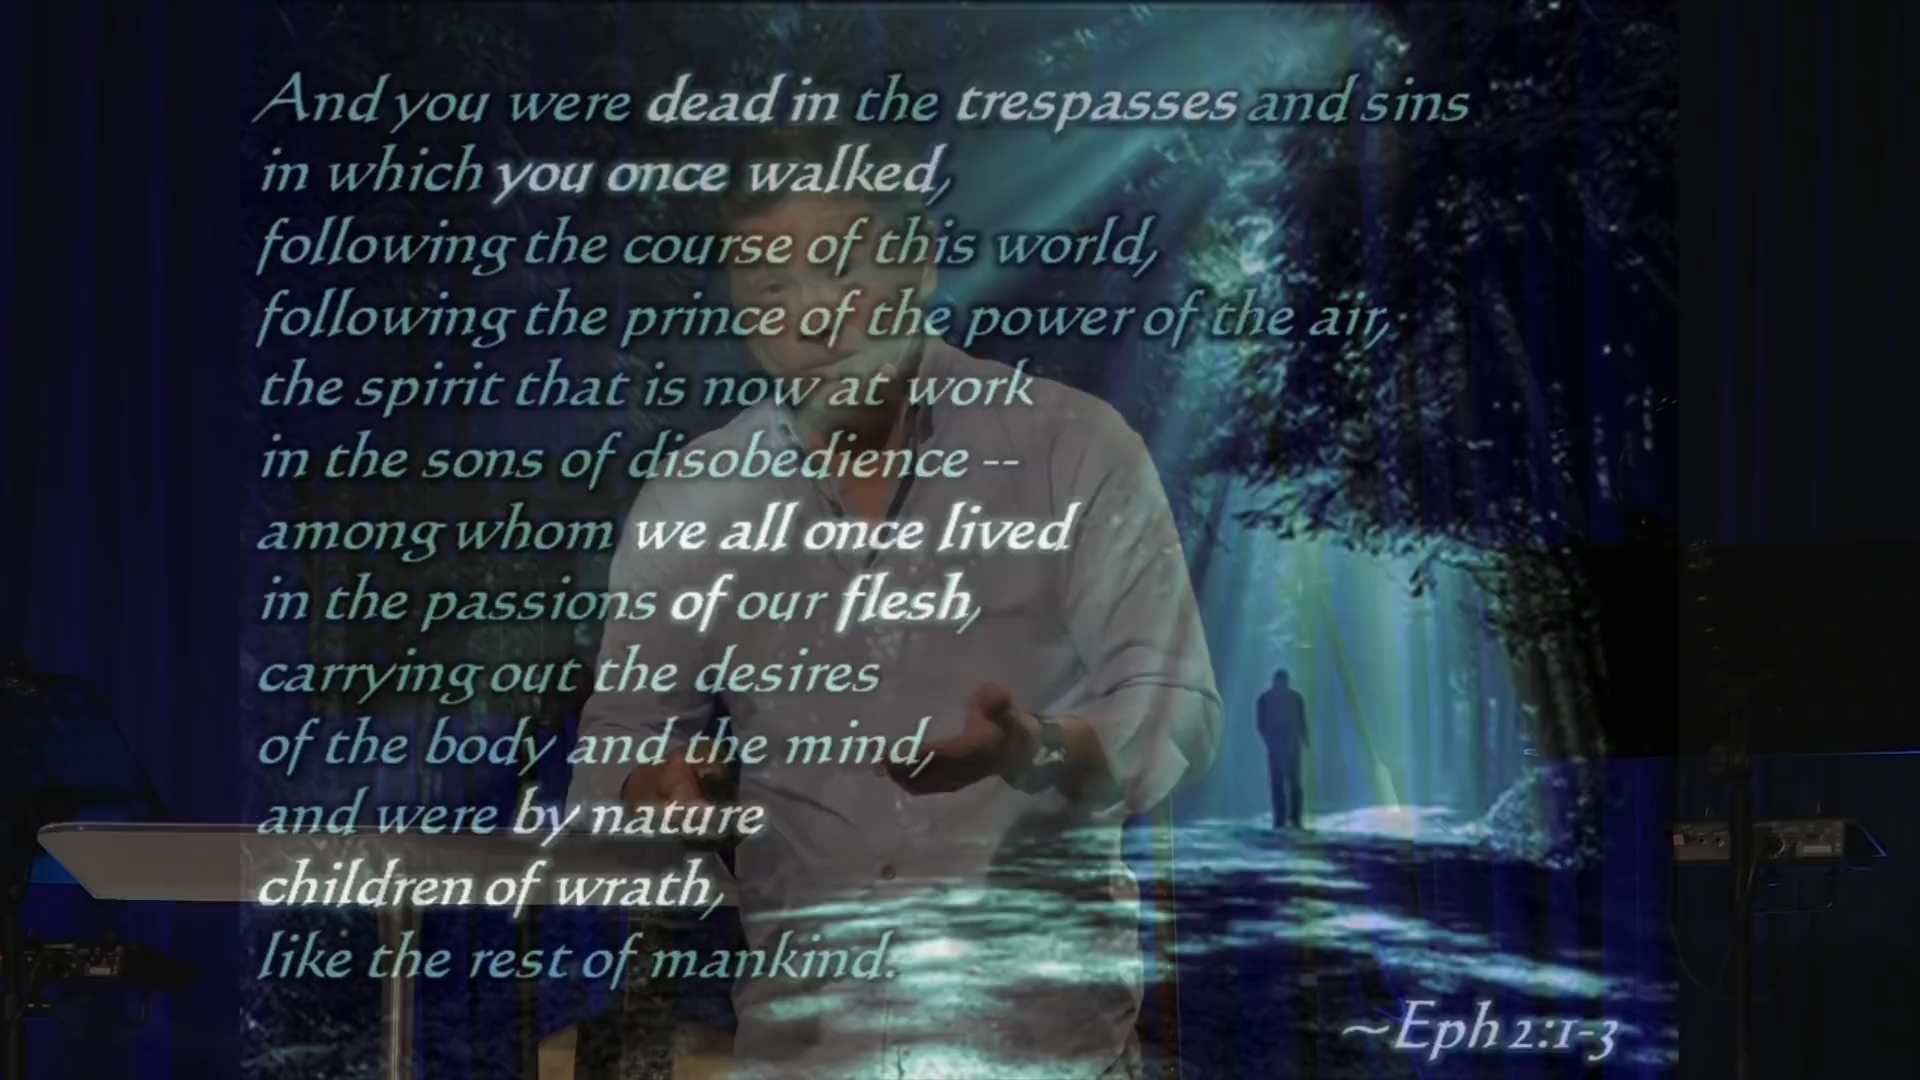 And you were dead in the trespasses and sins
in which you once walked,
following the course of this world,
following the prince of the power of the air,
the spirit that is now at work
in the sons of disobedience --
among whom we all once lived
in the passions of our flesh,
carrying out the desires
of the body and the mind,
and were by nature
children of wrath,
like the rest of mankind.
~Eph 2:1-3